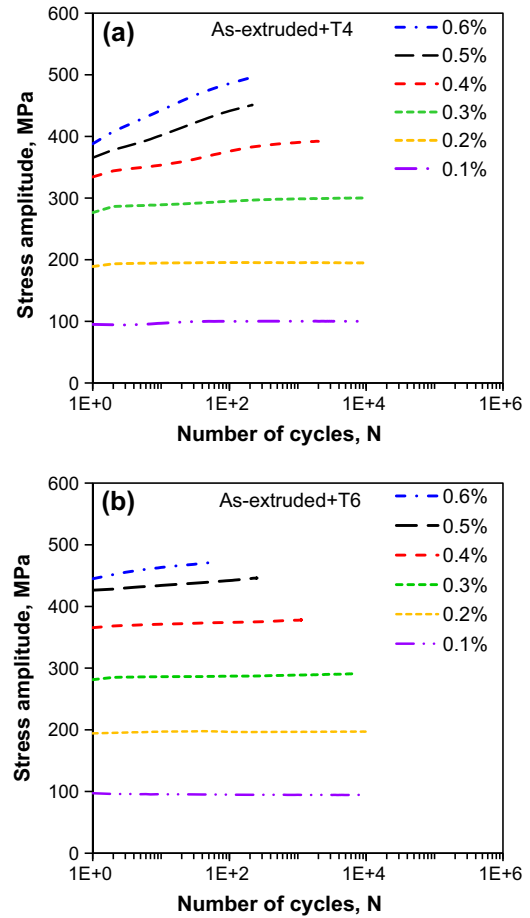 (a)
As-extruded+T4
0.6%
0.5%
0.4%
0.3%
0.2%
0.1%
600
500
400
300
200
100
0
Stress amplitude, MPa
1E+0
1E+2
1E+4
1E+6
Number of cycles, N
(b)
As-extruded+T6
0.6%
0.5%
0.4%
0.3%
0.2%
0.1%
600
500
400
300
200
100
0
Stress amplitude, MPa
1E+0
1E+2
1E+4
1E+6
Number of cycles, N